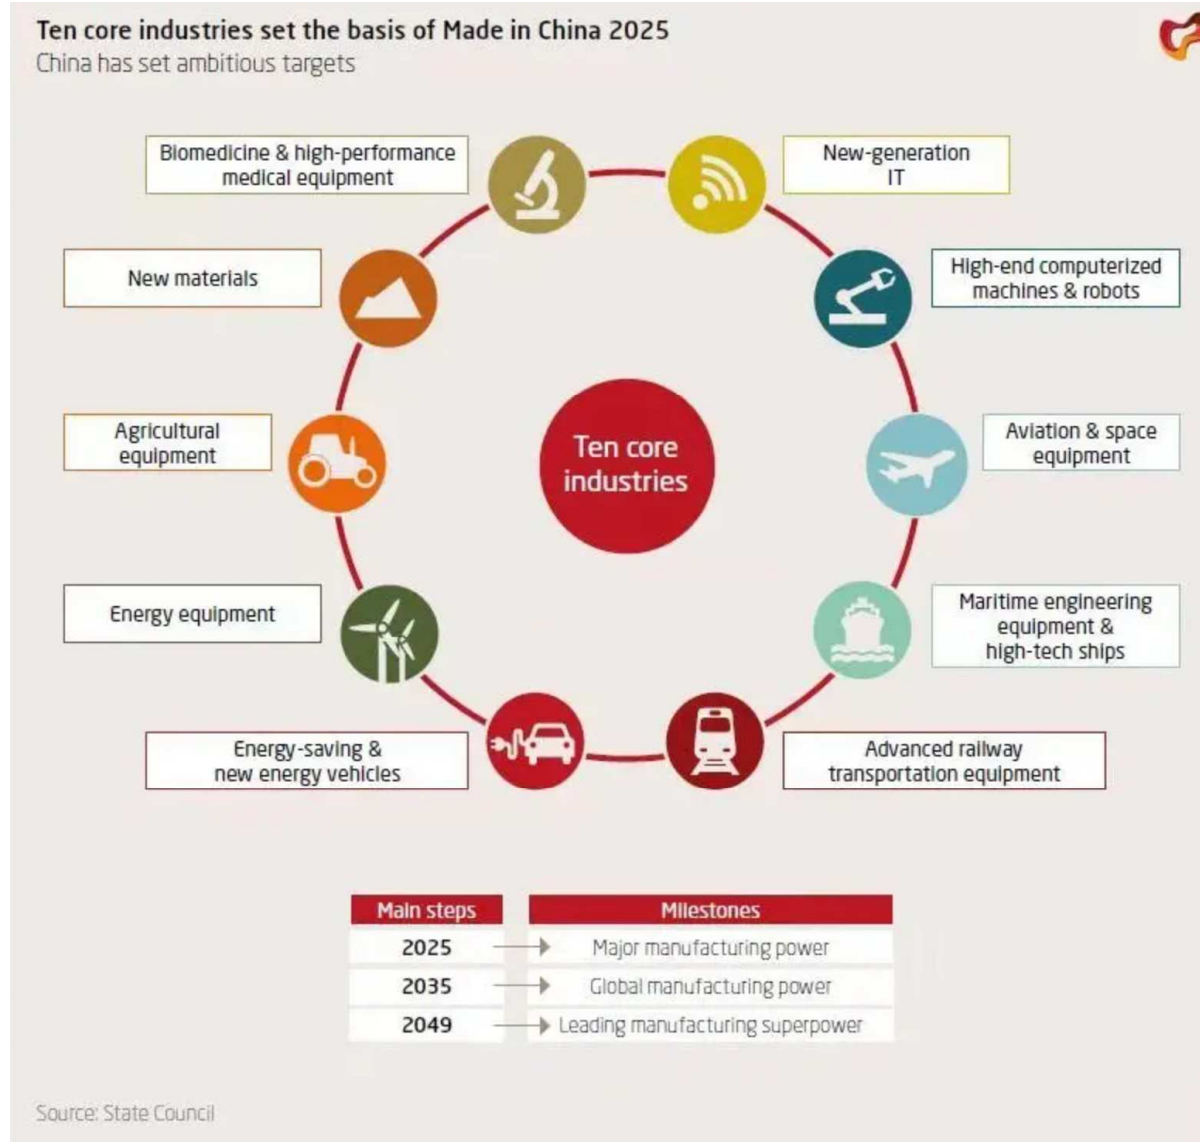 Ten core industries set the basis of Made in China 2025
China has set ambitious targets
Biomedicine & high-performance
medical equipment
New-generation
IT
New materials
High-end computerized
machines & robots
Agricultural
equipment
Ten core
industries
Aviation & space
equipment
Energy equipment
Maritime engineering
equipment &
high-tech ships
Energy-saving &
new energy vehicles
Advanced railway
transportation equipment
Main steps Milestones
2025 Major manufacturing power
2035 Global manufacturing power
2049 Leading manufacturing superpower
Source: State Council